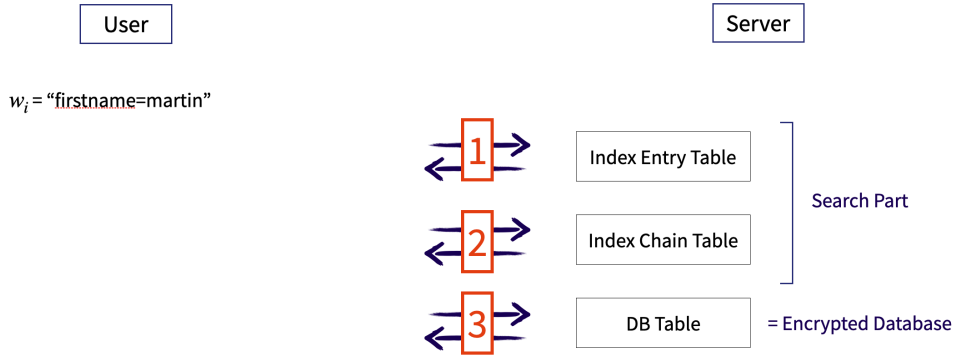 User
Server
wᵢ = “firstname=martin”
1
Index Entry Table
Search Part
2
Index Chain Table
3
DB Table
= Encrypted Database